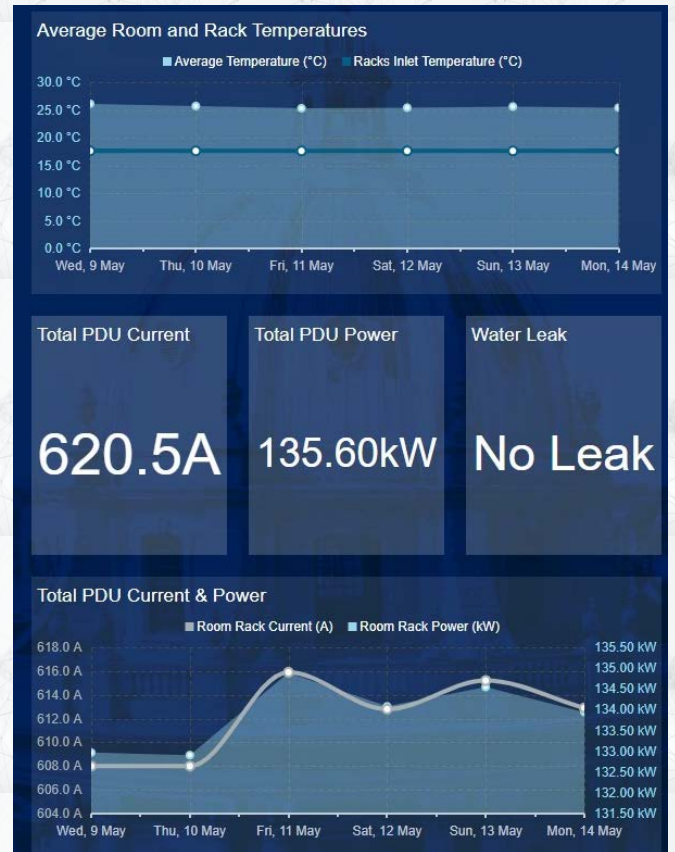 Average Room and Rack Temperatures
Average Temperature (°C) Racks Inlet Temperature (°C)
30.0 °C
25.0 °C
20.0 °C
15.0 °C
10.0 °C
5.0 °C
0.0 °C
Wed, 9 May Thu, 10 May Fri, 11 May Sat, 12 May Sun, 13 May Mon, 14 May
Total PDU Current Total PDU Power Water Leak
620.5A 135.60kW No Leak
Total PDU Current & Power
Room Rack Current (A) Room Rack Power (kW)
618.0 A 135.50 kW
616.0 A 135.00 kW
614.0 A 134.50 kW
612.0 A 134.00 kW
610.0 A 133.50 kW
608.0 A 133.00 kW
606.0 A 132.50 kW
604.0 A 132.00 kW
131.50 kW
Wed, 9 May Thu, 10 May Fri, 11 May Sat, 12 May Sun, 13 May Mon, 14 May